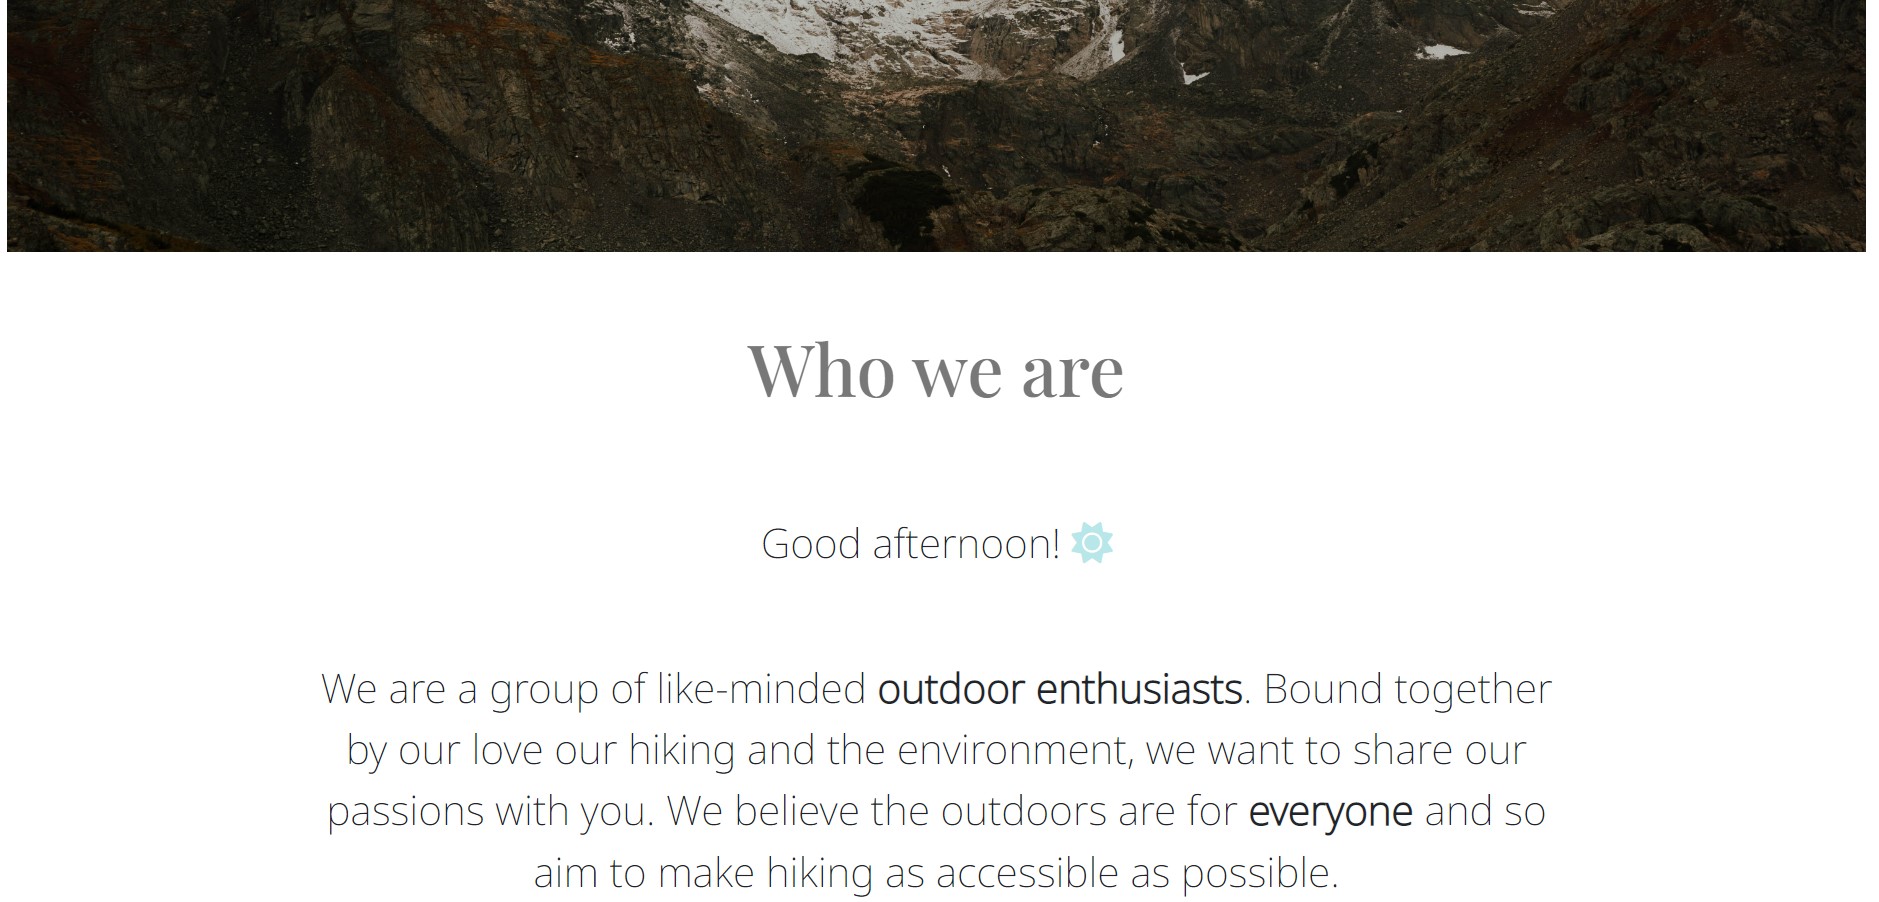 Who we are
Good afternoon!
We are a group of like-minded outdoor enthusiasts. Bound together
by our love our hiking and the environment, we want to share our
passions with you. We believe the outdoors are for everyone and so
aim to make hiking as accessible as possible.